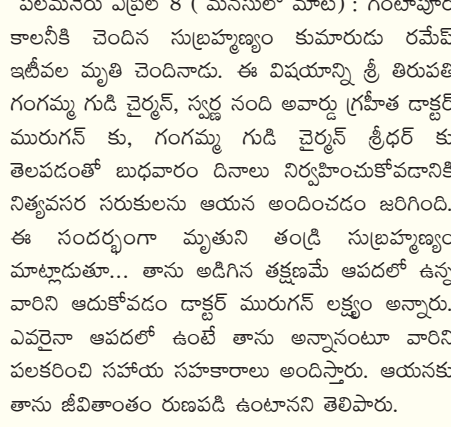 పలమనేరు ఏప్రిల్ 8 ( మనసులో మాట) : గంటాపూర్
కాలనీకి చెందిన సుబ్రహ్మణ్యం కుమారుడు రమేష్
ఇటీవల మృతి చెందినాడు. ఈ విషయాన్ని శ్రీ తిరుపతి
గంగమ్మ గుడి చైర్మన్, స్వర్ణ నంది అవార్డు గ్రహీత డాక్టర్
మురుగన్ కు, గంగమ్మ గుడి చైర్మన్ శ్రీధర్ కు
తెలపడంతో బుధవారం దినాలు నిర్వహించుకోవడానికి
నిత్యవసర సరుకులను ఆయన అందించడం జరిగింది.
ఈ సందర్భంగా మృతుని తండ్రి సుబ్రహ్మణ్యం
మాట్లాడుతూ... తాను అడిగిన తక్షణమే ఆపదలో ఉన్న
వారిని ఆదుకోవడం డాక్టర్ మురుగన్ లక్ష్యం అన్నారు.
ఎవరైనా ఆపదలో ఉంటే తాను అన్నానంటూ వారిని
పలకరించి సహాయ సహకారాలు అందిస్తారు. ఆయనకు
తాను జీవితాంతం రుణపడి ఉంటానని తెలిపారు.